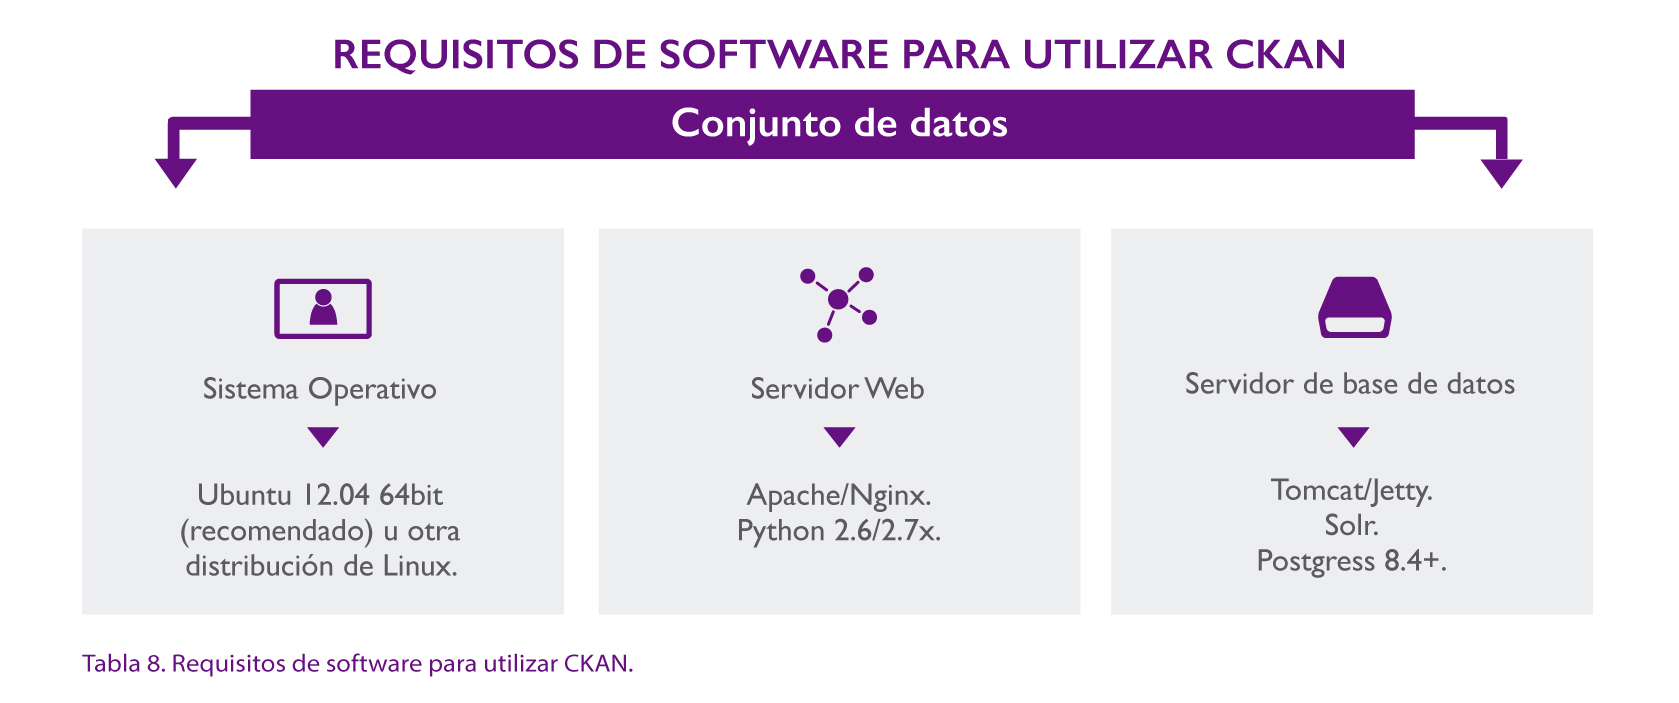 REQUISITOS DE SOFTWARE PARA UTILIZAR CKAN
Conjunto de datos
Sistema Operativo
Ubuntu 12.04 64bit
(recomendado) u otra
distribución de Linux.
Servidor Web
Apache/Nginx.
Python 2.6/2.7x.
Servidor de base de datos
Tomcat/Jetty.
Solr.
Postgress 8.4+.
Tabla 8. Requisitos de software para utilizar CKAN.